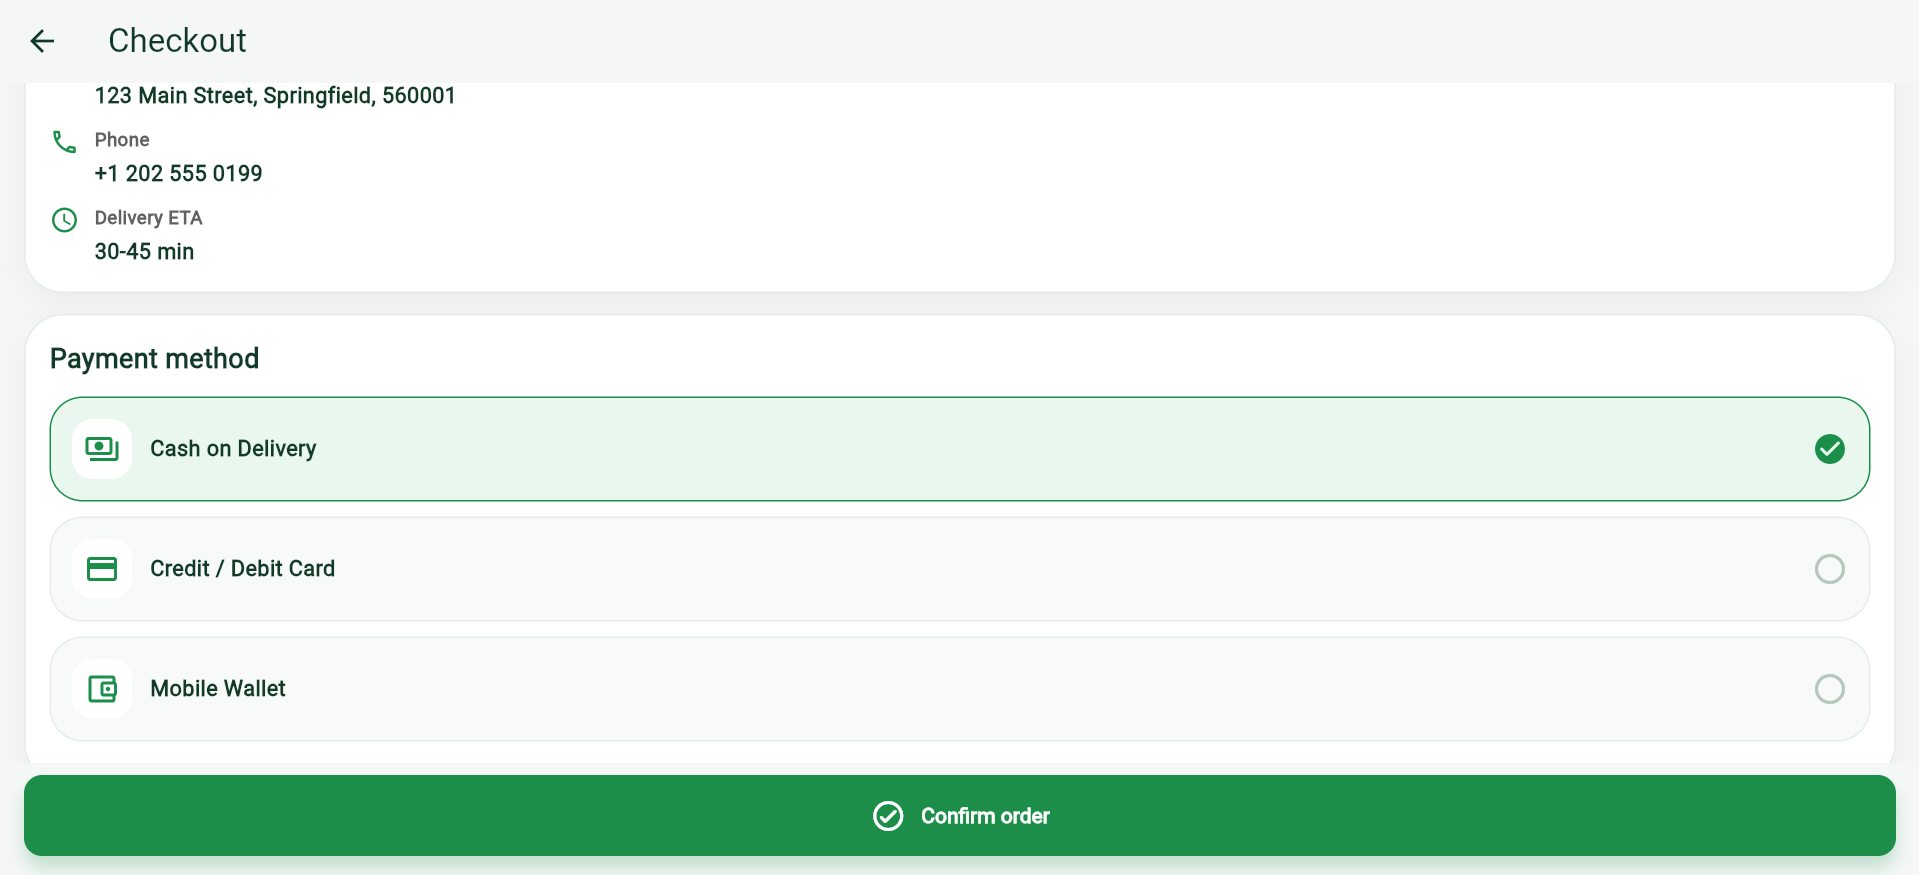 Checkout
123 Main Street, Springfield, 560001
Phone
+1 202 555 0199
Delivery ETA
30-45 min
Payment method
Cash on Delivery
Credit / Debit Card
Mobile Wallet
Confirm order